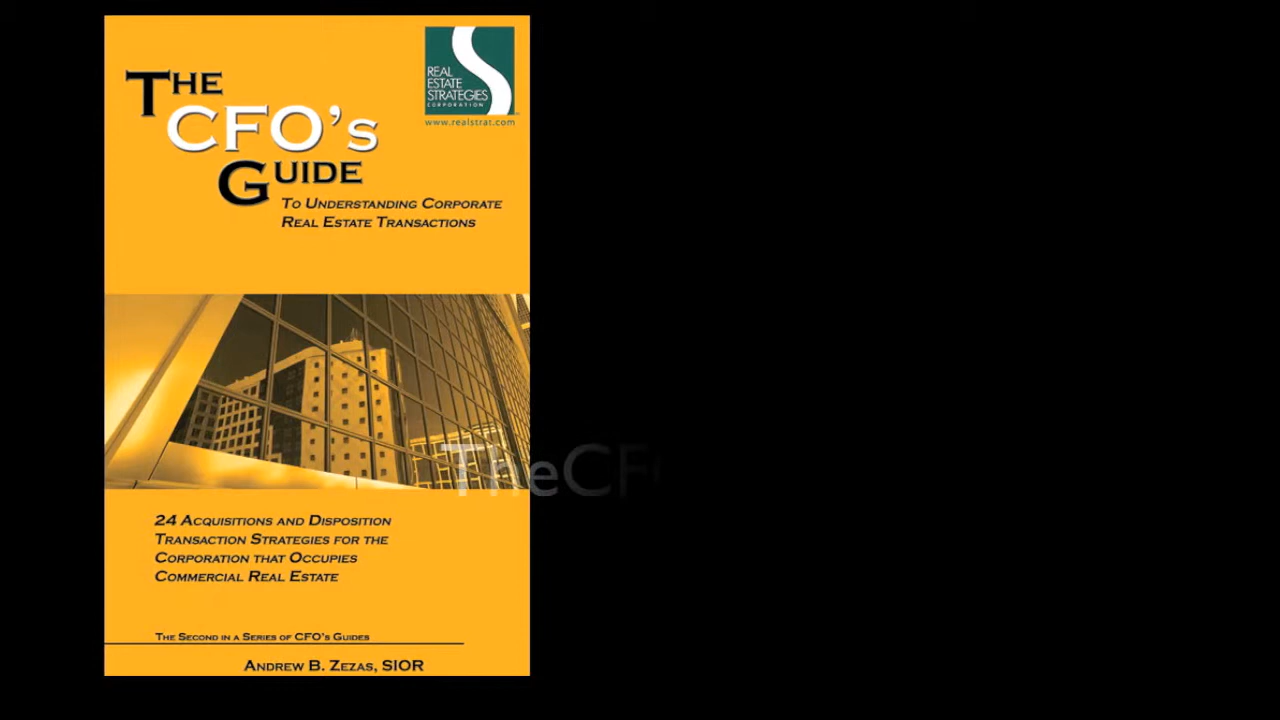 THE
CFO's
GUIDE
TO UNDERSTANDING CORPORATE
REAL ESTATE TRANSACTIONS
REAL
ESTATE
STRATEGIES
CORPORATION
www.realstrat.com
TheCF
24 ACQUISITIONS AND DISPOSITION
TRANSACTION STRATEGIES FOR THE
CORPORATION THAT OCCUPIES
COMMERCIAL REAL ESTATE
THE SECOND IN A SERIES OF CFO'S GUIDES
ANDREW B. ZEZAS, SIOR